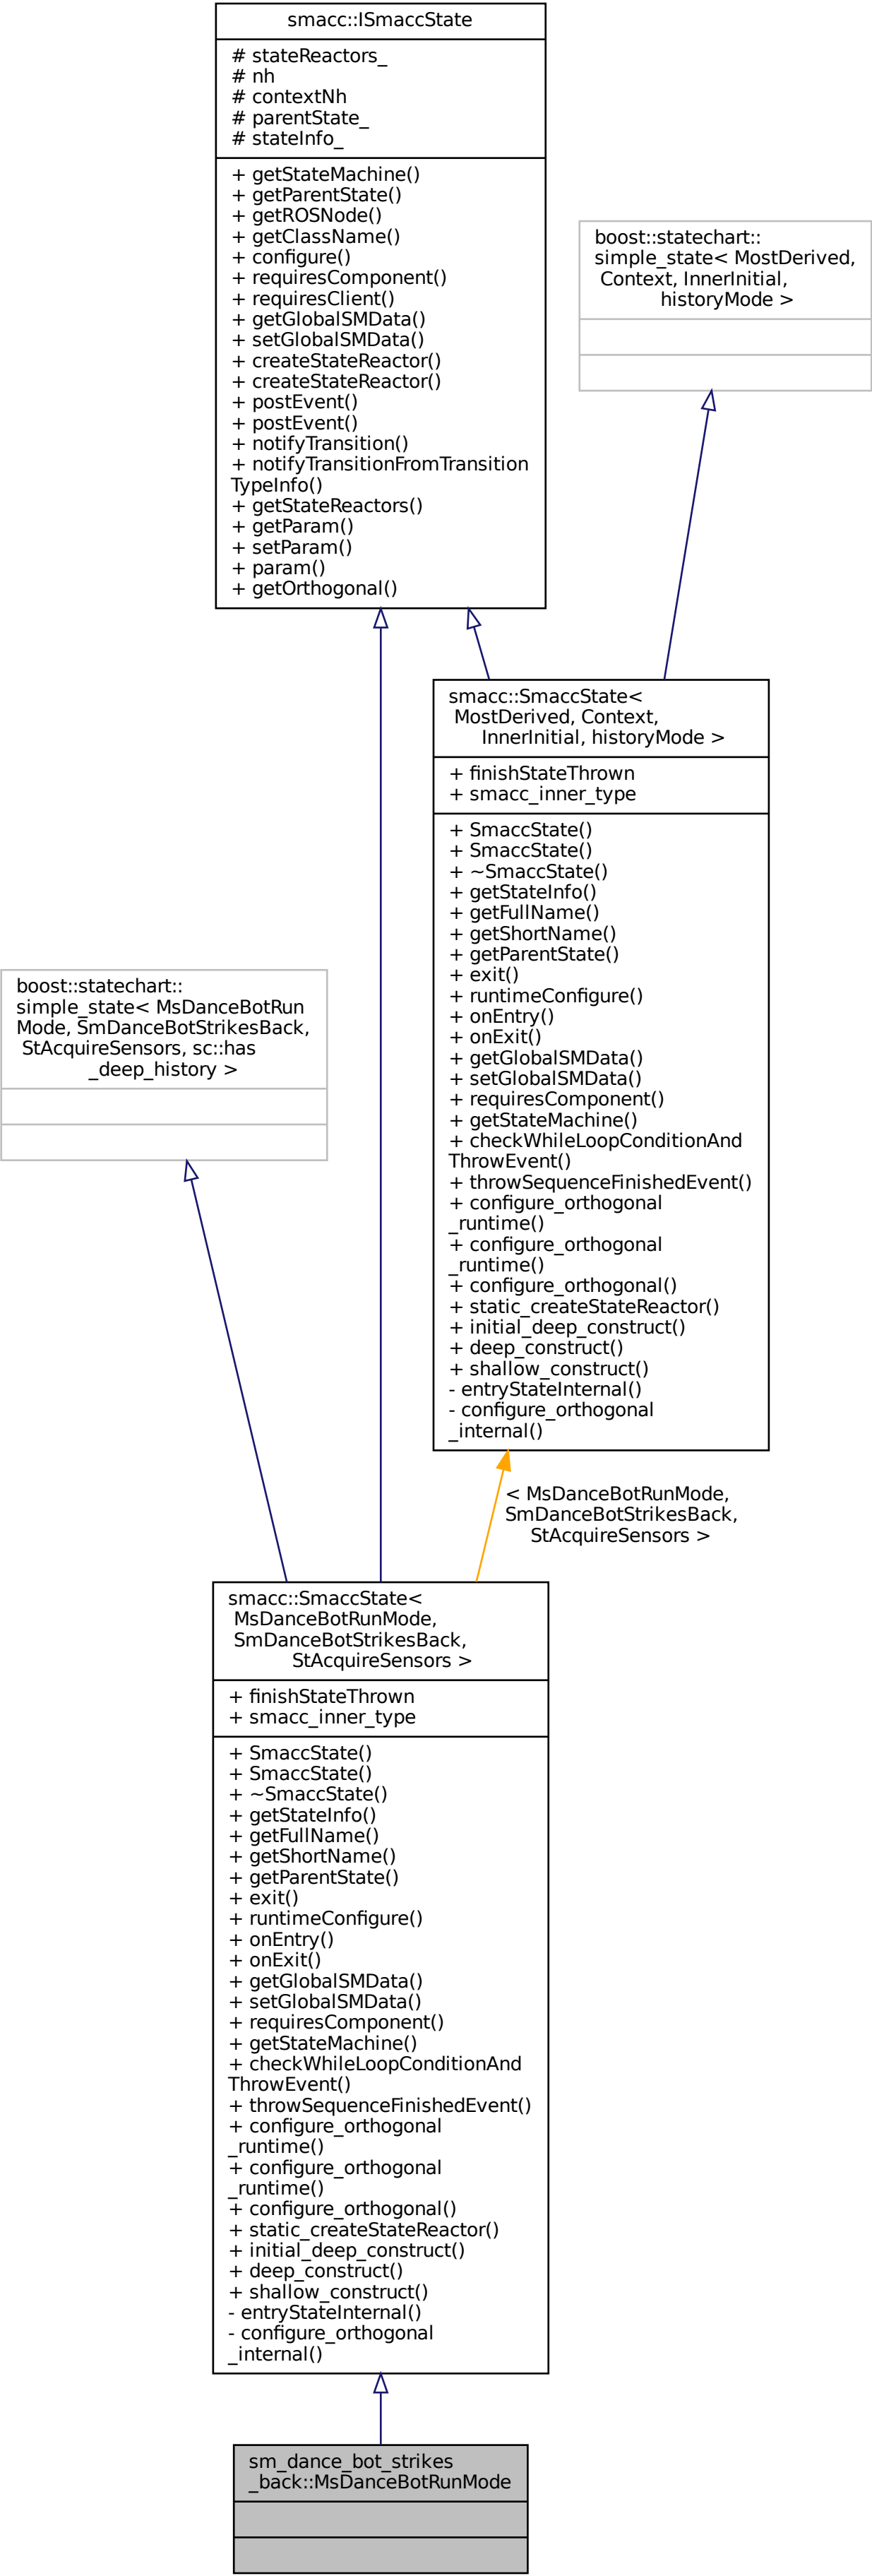 smacc::ISmaccState
# stateReactors_
# nh
# contextNh
# parentState_
# stateInfo_
+ getStateMachine()
+ getParentState()
+ getROSNode()
+ getClassName()
+ configure()
+ requiresComponent()
+ requiresClient()
+ getGlobalSMData()
+ setGlobalSMData()
+ createStateReactor()
+ createStateReactor()
+ postEvent()
+ postEvent()
+ notifyTransition()
+ notifyTransitionFromTransition
TypeInfo()
+ getStateReactors()
+ getParam()
+ setParam()
+ param()
+ getOrthogonal()
boost::statechart::
simple_state< MostDerived,
Context, InnerInitial,
historyMode >
smacc::SmaccState<
MostDerived, Context,
InnerInitial, historyMode >
+ finishStateThrown
+ smacc_inner_type
+ SmaccState()
+ SmaccState()
+ ~SmaccState()
+ getStateInfo()
+ getFullName()
+ getShortName()
+ getParentState()
+ exit()
+ runtimeConfigure()
+ onEntry()
+ onExit()
+ getGlobalSMData()
+ setGlobalSMData()
+ requiresComponent()
+ getStateMachine()
+ checkWhileLoopConditionAnd
ThrowEvent()
+ throwSequenceFinishedEvent()
+ configure_orthogonal
_runtime()
+ configure_orthogonal
_runtime()
+ configure_orthogonal()
+ static_createStateReactor()
+ initial_deep_construct()
+ deep_construct()
+ shallow_construct()
- entryStateInternal()
- configure_orthogonal
_internal()
boost::statechart::
simple_state< MsDanceBotRun
Mode, SmDanceBotStrikesBack,
StAcquireSensors, sc::has
_deep_history >
< MsDanceBotRunMode,
SmDanceBotStrikesBack,
StAcquireSensors >
smacc::SmaccState<
MsDanceBotRunMode,
SmDanceBotStrikesBack,
StAcquireSensors >
+ finishStateThrown
+ smacc_inner_type
+ SmaccState()
+ SmaccState()
+ ~SmaccState()
+ getStateInfo()
+ getFullName()
+ getShortName()
+ getParentState()
+ exit()
+ runtimeConfigure()
+ onEntry()
+ onExit()
+ getGlobalSMData()
+ setGlobalSMData()
+ requiresComponent()
+ getStateMachine()
+ checkWhileLoopConditionAnd
ThrowEvent()
+ throwSequenceFinishedEvent()
+ configure_orthogonal
_runtime()
+ configure_orthogonal
_runtime()
+ configure_orthogonal()
+ static_createStateReactor()
+ initial_deep_construct()
+ deep_construct()
+ shallow_construct()
- entryStateInternal()
- configure_orthogonal
_internal()
sm_dance_bot_strikes
_back::MsDanceBotRunMode